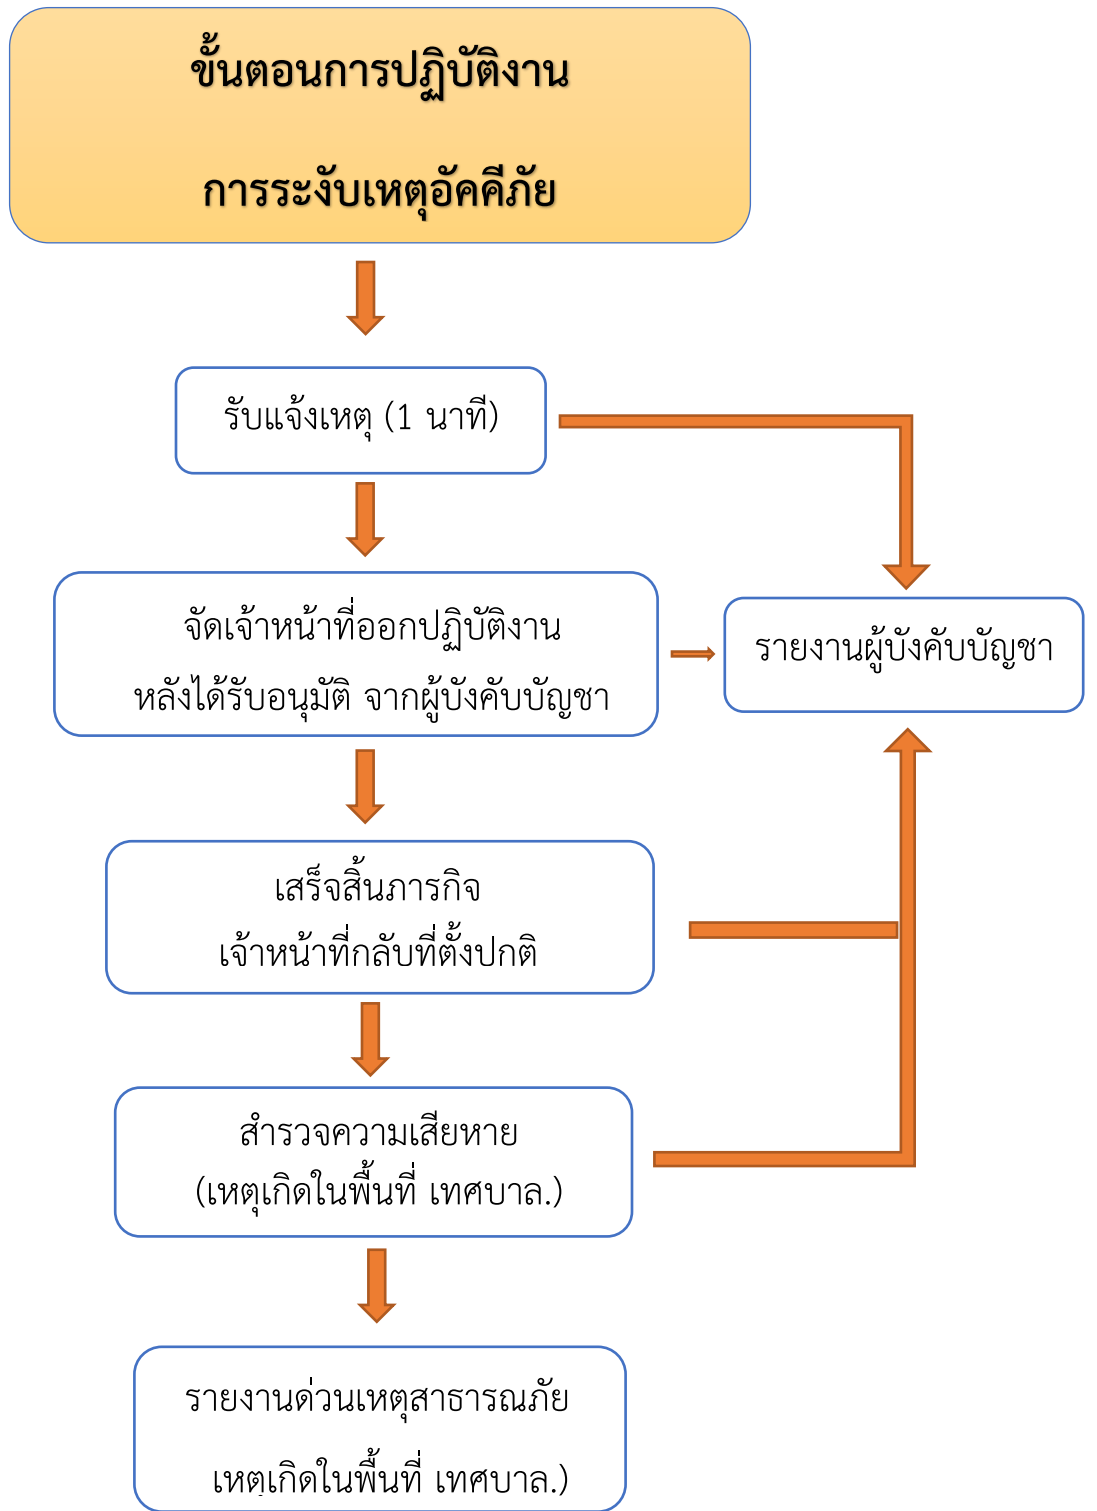 ขั้นตอนการปฏิบัติงาน
การระงับเหตุอัคคีภัย
รับแจ้งเหตุ (1 นาที)
จัดเจ้าหน้าที่ออกปฏิบัติงาน
หลังได้รับอนุมัติ จากผู้บังคับบัญชา
รายงานผู้บังคับบัญชา
เสร็จสิ้นภารกิจ
เจ้าหน้าที่กลับที่ตั้งปกติ
สำรวจความเสียหาย
(เหตุเกิดในพื้นที่ เทศบาล.)
รายงานด่วนเหตุสาธารณภัย
เหตุเกิดในพื้นที่ เทศบาล.)